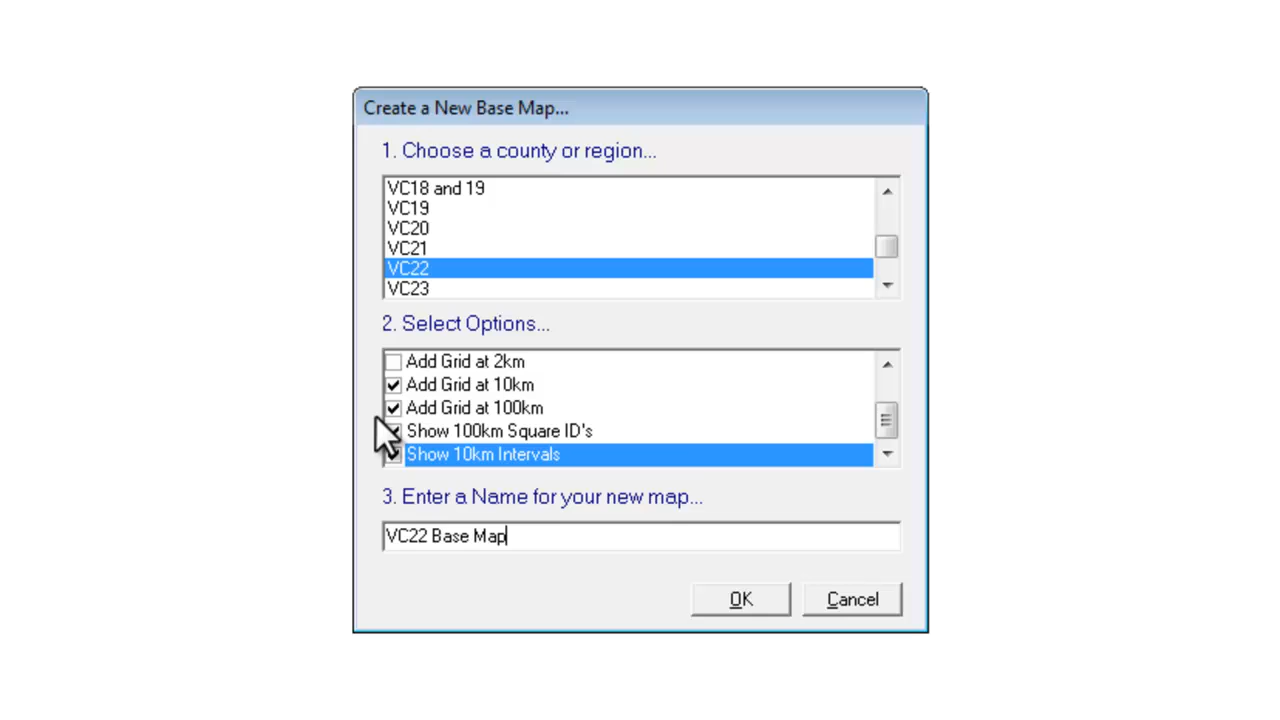 Create a New Base Map...
1. Choose a county or region...
VC18 and 19
VC19
VC20
VC21
VC22
VC23
2. Select Options...
Add Grid at 2km
Add Grid at 10km
Add Grid at 100km
Show 100km Square ID's
Show 10km Intervals
3. Enter a Name for your new map...
VC22 Base Map
OK Cancel